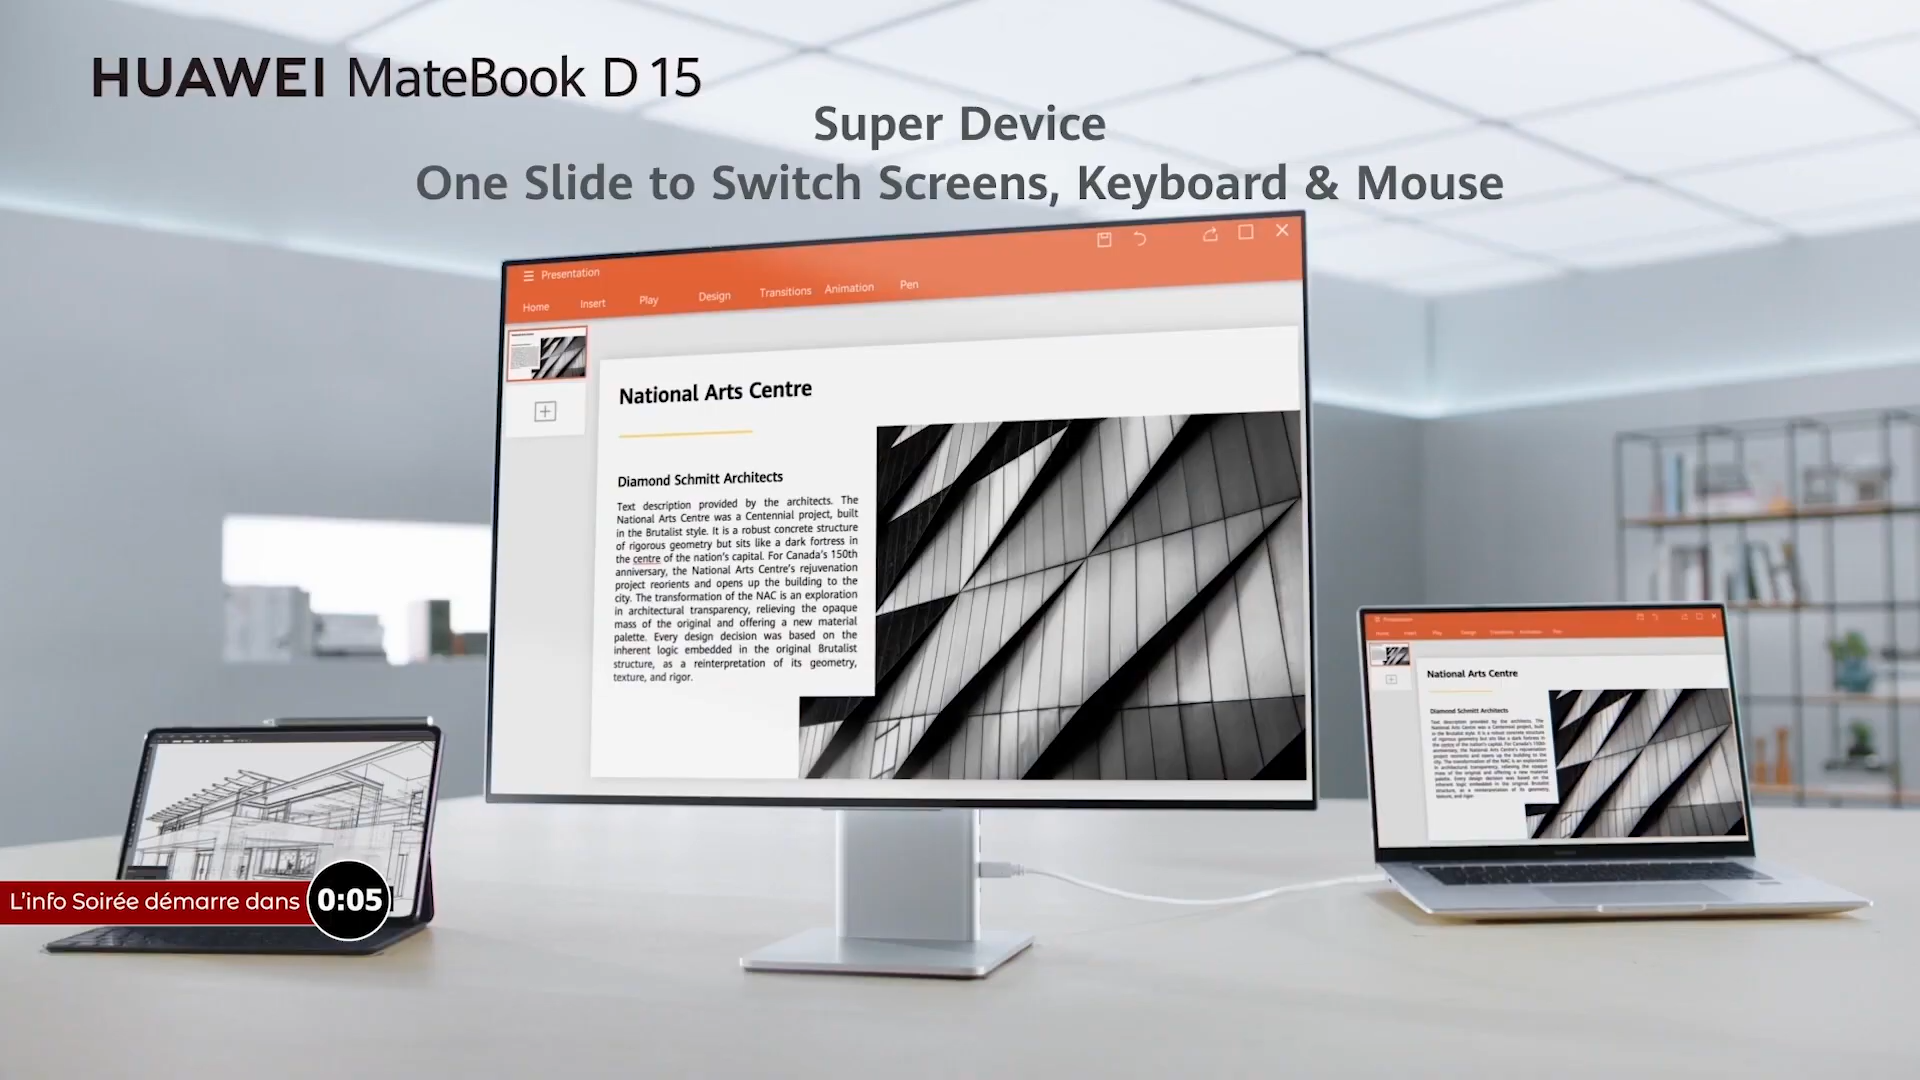 HUAWEI MateBook D 15
Super Device
One Slide to Switch Screens, Keyboard & Mouse
Presentation
Home Insert Play Design Transitions Animation Pen
National Arts Centre
Diamond Schmitt Architects
Text description provided by the architects. The
National Arts Centre was a Centennial project, built
in the Brutalist style. It is a robust concrete structure
of rigorous geometry but sits like a dark fortress in
the centre of the nation's capital. For Canada's 150th
anniversary, the National Arts Centre's rejuvenation
project reorients and opens up the building to the
city. The transformation of the NAC is an exploration
in architectural transparency, relieving the opaque
mass of the original and offering a new material
palette. Every design decision was based on the
inherent logic embedded in the original Brutalist
structure, as a reinterpretation of its geometry,
texture, and rigor.
National Arts Centre
Diamond Schmitt Architects
L'info Soirée démarre dans 0:05